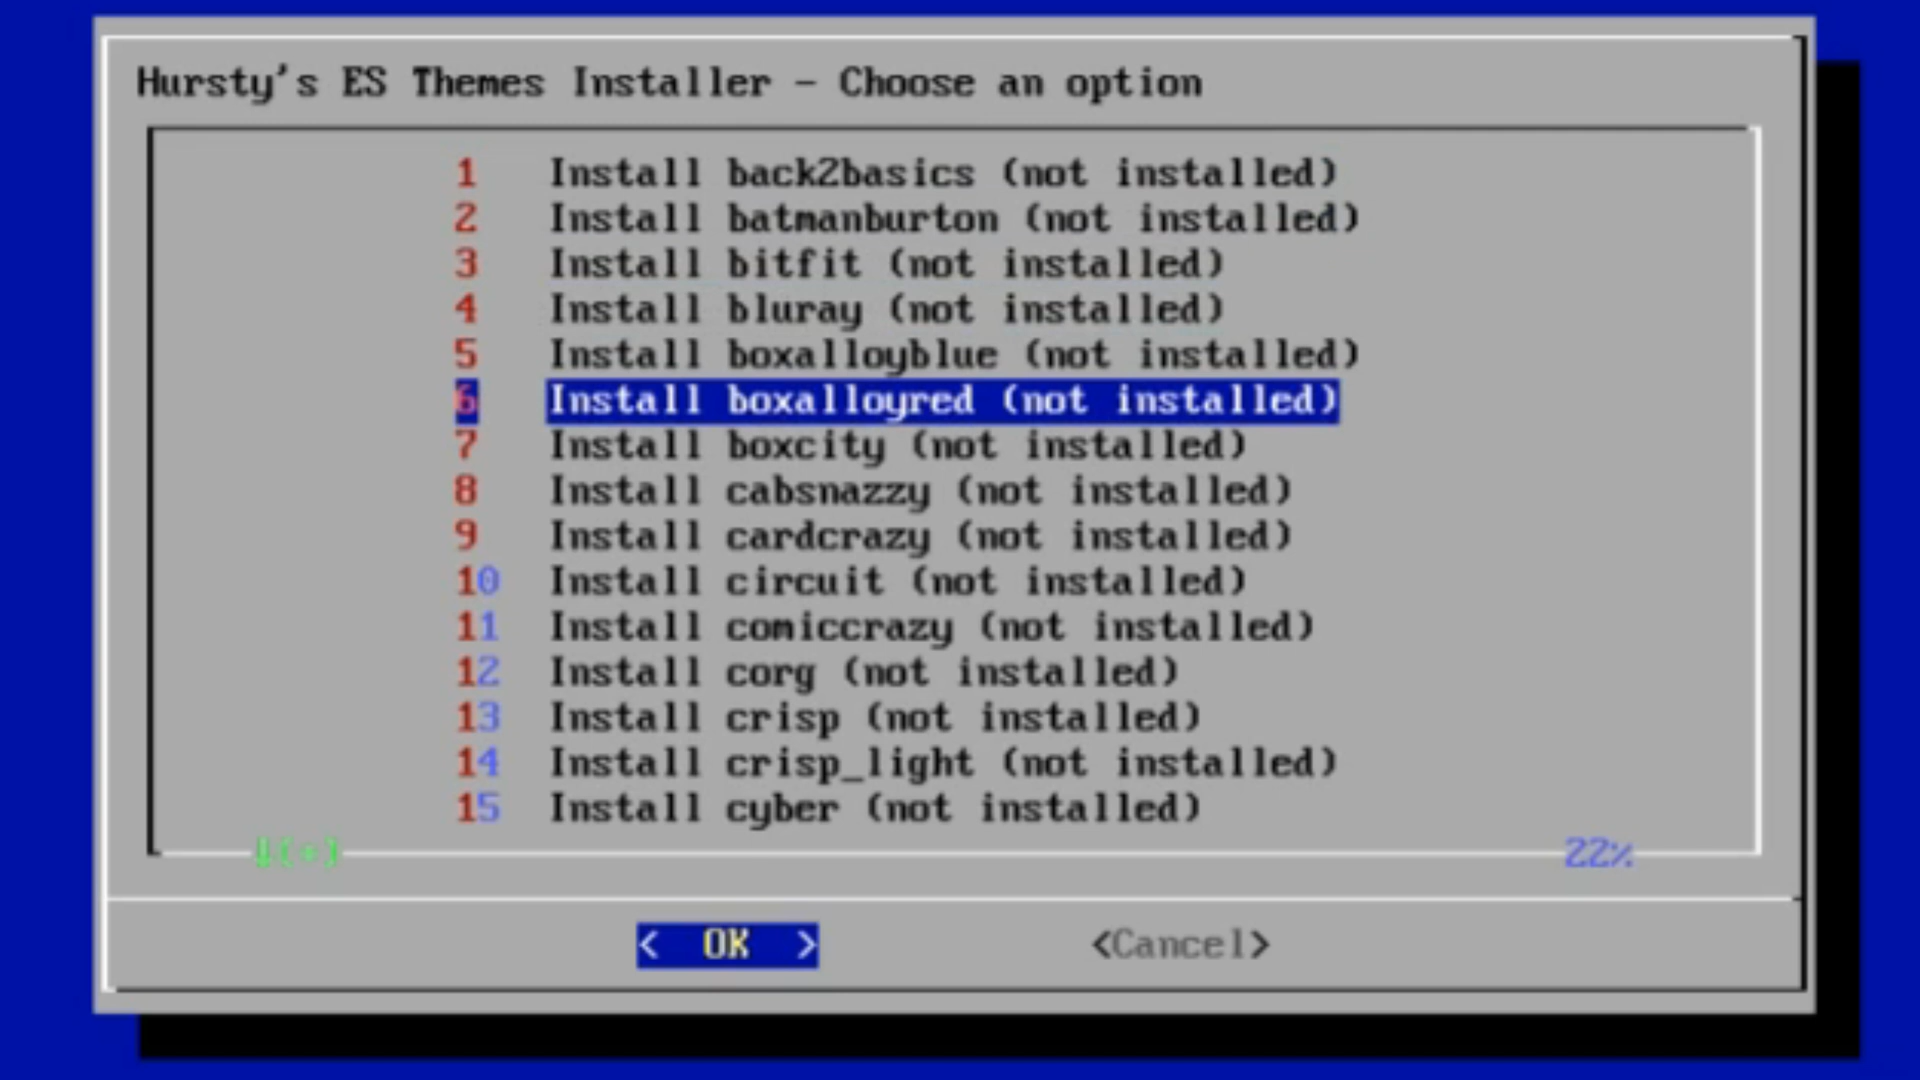 Hursty's ES Themes Installer - Choose an option
1 Install back2basics (not installed)
2 Install batmanburton (not installed)
3 Install bitfit (not installed)
4 Install bluray (not installed)
5 Install boxalloyblue (not installed)
6 Install boxalloyred (not installed)
7 Install boxcity (not installed)
8 Install cabsnazzy (not installed)
9 Install cardcrazy (not installed)
10 Install circuit (not installed)
11 Install comiccrazy (not installed)
12 Install corg (not installed)
13 Install crisp (not installed)
14 Install crisp_light (not installed)
15 Install cyber (not installed)
↓(+) 22%
< OK > <Cancel>